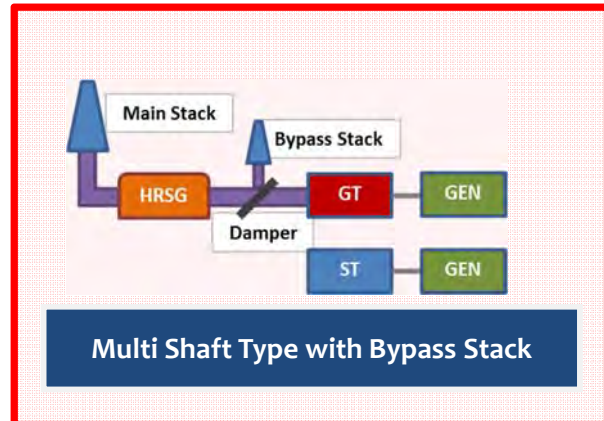 Main Stack
Bypass Stack
HRSG
GT
GEN
Damper
ST
GEN
Multi Shaft Type with Bypass Stack